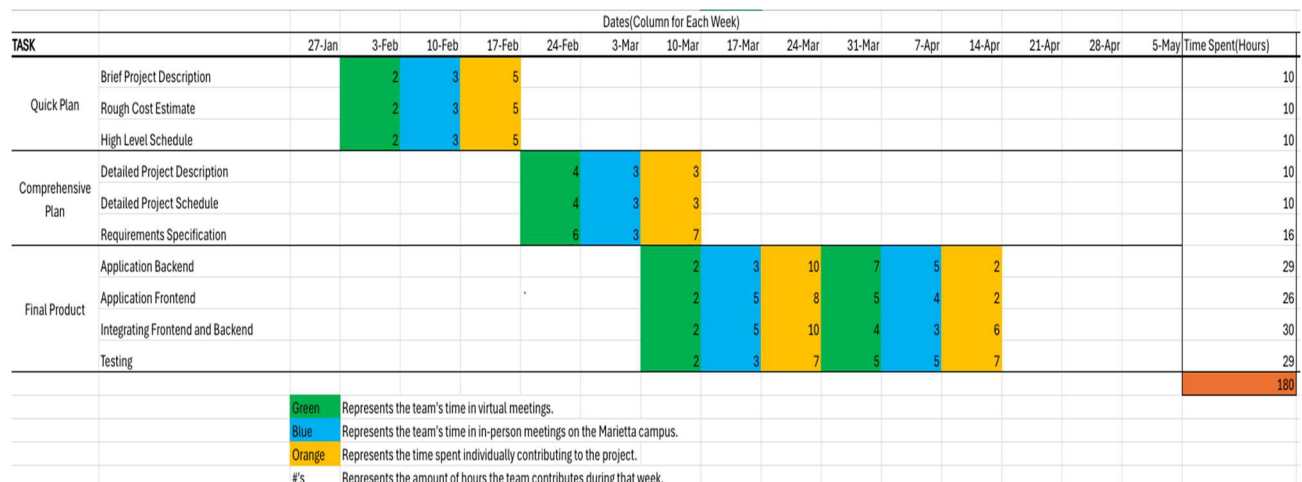 Dates(Column for Each Week)
TASK 27-Jan 3-Feb 10-Feb 17-Feb 24-Feb 3-Mar 10-Mar 17-Mar 24-Mar 31-Mar 7-Apr 14-Apr 21-Apr 28-Apr 5-May Time Spent(Hours)
Quick Plan
Brief Project Description 2 3 5 10
Rough Cost Estimate 2 3 5 10
High Level Schedule 2 3 5 10
Comprehensive
Plan
Detailed Project Description 4 3 3 10
Detailed Project Schedule 4 3 3 10
Requirements Specification 6 3 7 16
Final Product
Application Backend 2 3 10 7 5 2 29
Application Frontend ` 2 5 8 5 4 2 26
Integrating Frontend and Backend 2 5 10 4 3 6 30
Testing 2 3 7 5 5 7 29
180
Green Represents the team's time in virtual meetings.
Blue Represents the team's time in in-person meetings on the Marietta campus.
Orange Represents the time spent individually contributing to the project.
#'s Represents the amount of hours the team contributes during that week.